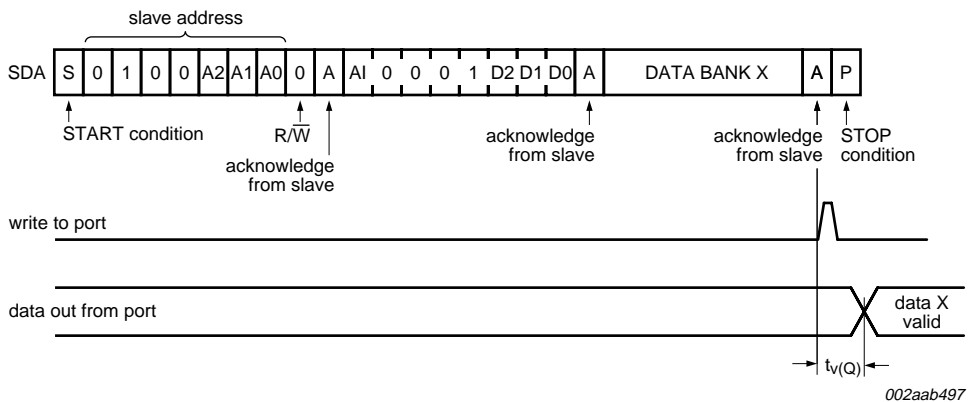 slave address
SDA S 0 1 0 0 A2 A1 A0 0 A AI 0 0 0 1 D2 D1 D0 A DATA BANK X A P
START condition
R/W̅
acknowledge
from slave
acknowledge
from slave
acknowledge
from slave
STOP
condition
write to port
data out from port
data X
valid
tv(Q)
002aab497